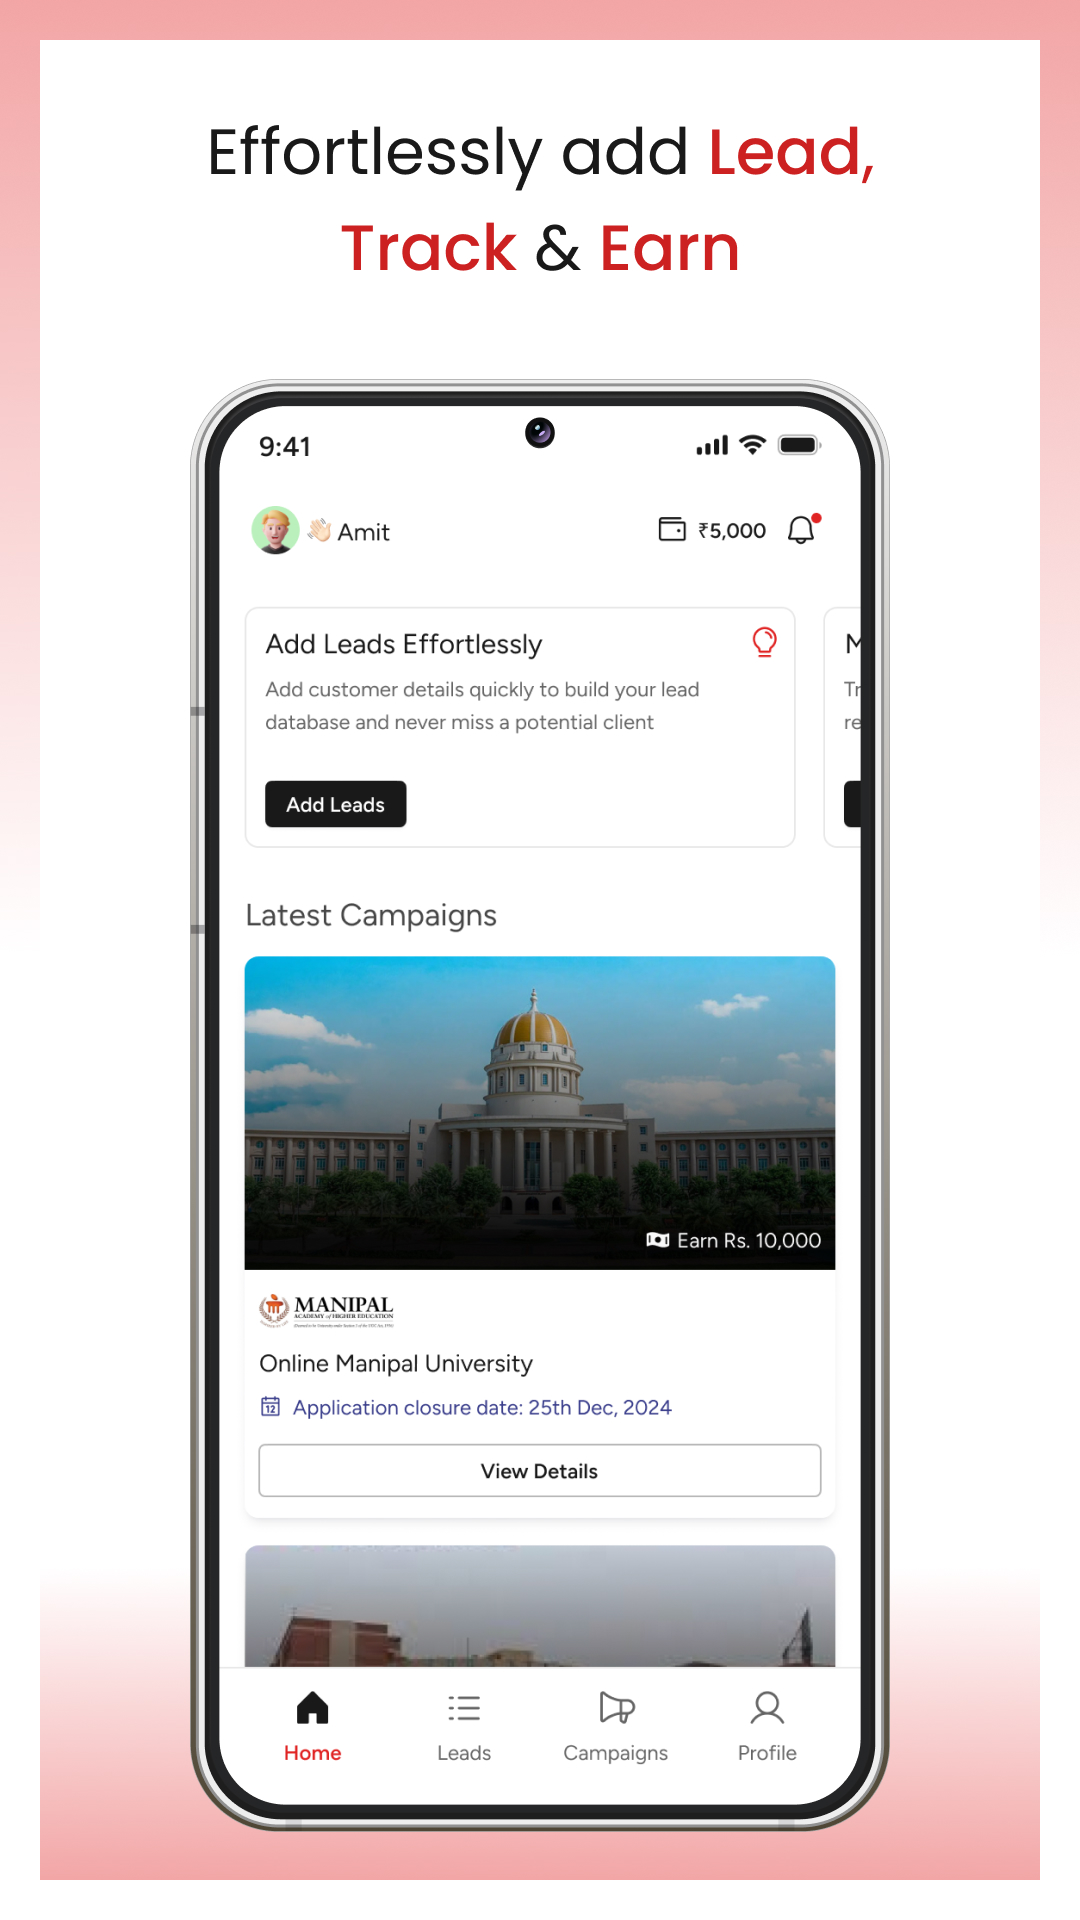 Effortlessly add Lead,
Track & Earn
9:41
Amit
₹5,000
Add Leads Effortlessly
Add customer details quickly to build your lead
database and never miss a potential client
Add Leads
M
Tr
re
Latest Campaigns
Earn Rs. 10,000
MANIPAL
ACADEMY of HIGHER EDUCATION
Online Manipal University
12
Application closure date: 25th Dec, 2024
View Details
Home
Leads
Campaigns
Profile